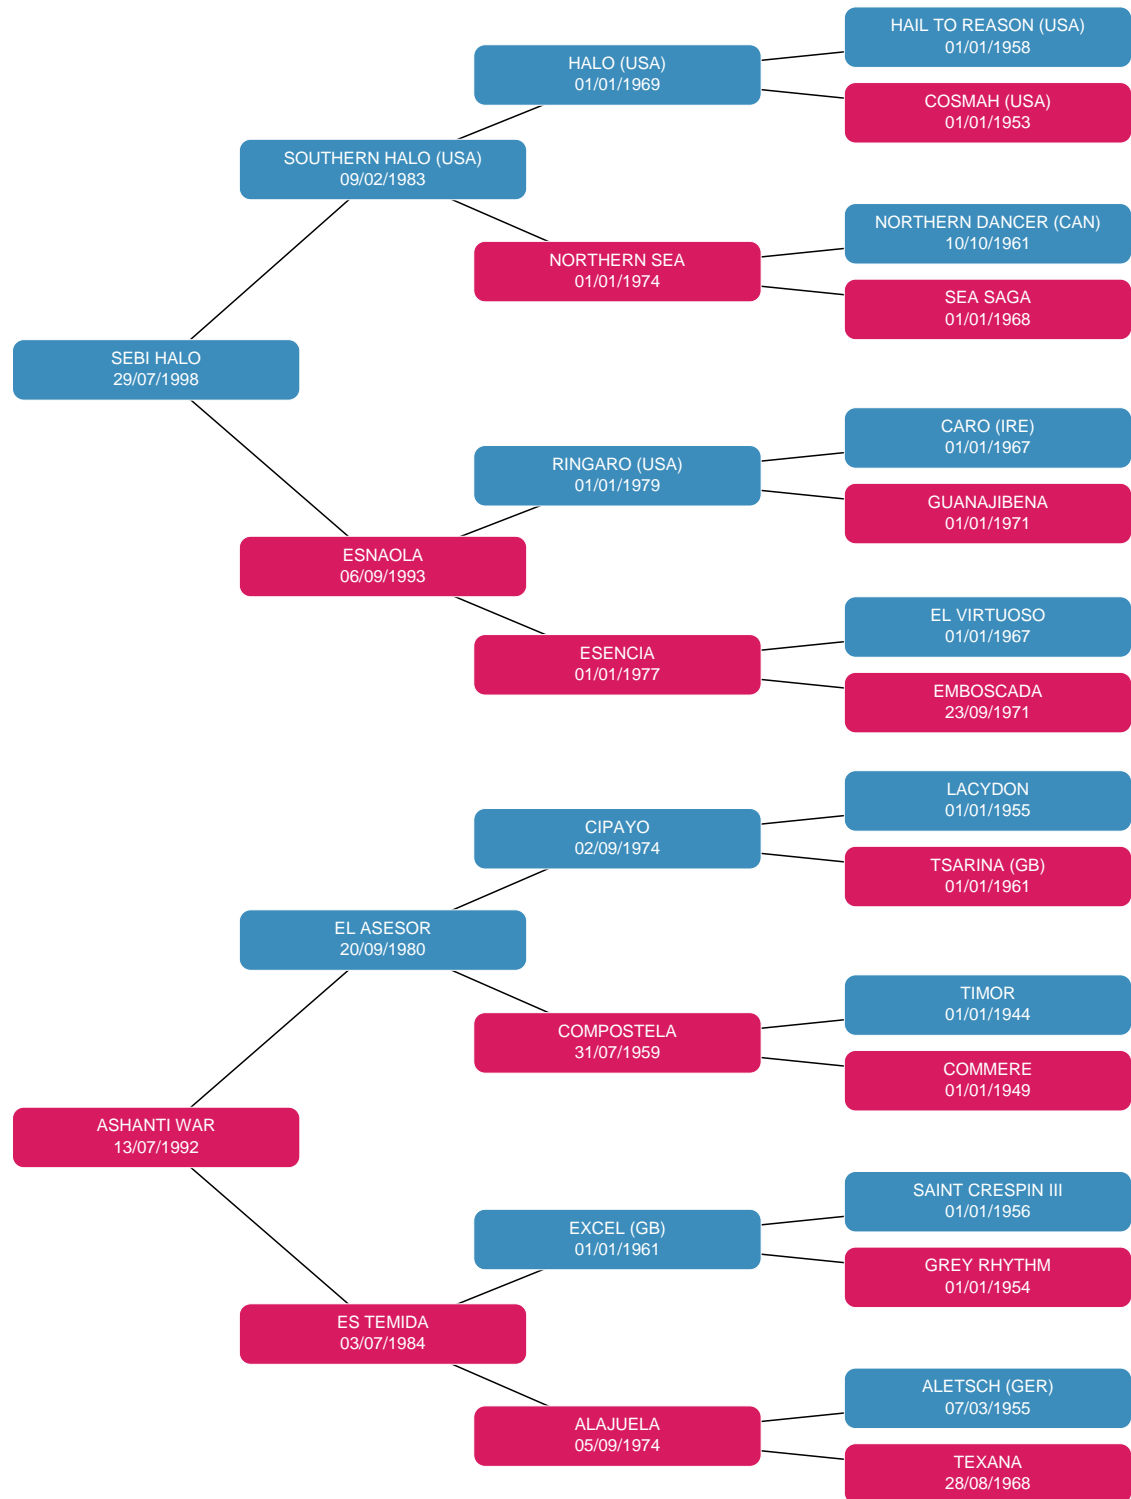 HAIL TO REASON (USA)
01/01/1958
HALO (USA)
01/01/1969
COSMAH (USA)
01/01/1953
SOUTHERN HALO (USA)
09/02/1983
NORTHERN DANCER (CAN)
10/10/1961
NORTHERN SEA
01/01/1974
SEA SAGA
01/01/1968
SEBI HALO
29/07/1998
CARO (IRE)
01/01/1967
RINGARO (USA)
01/01/1979
GUANAJIBENA
01/01/1971
ESNAOLA
06/09/1993
EL VIRTUOSO
01/01/1967
ESENCIA
01/01/1977
EMBOSCADA
23/09/1971
LACYDON
01/01/1955
CIPAYO
02/09/1974
TSARINA (GB)
01/01/1961
EL ASESOR
20/09/1980
TIMOR
01/01/1944
COMPOSTELA
31/07/1959
COMMERE
01/01/1949
ASHANTI WAR
13/07/1992
SAINT CRESPIN III
01/01/1956
EXCEL (GB)
01/01/1961
GREY RHYTHM
01/01/1954
ES TEMIDA
03/07/1984
ALETSCH (GER)
07/03/1955
ALAJUELA
05/09/1974
TEXANA
28/08/1968